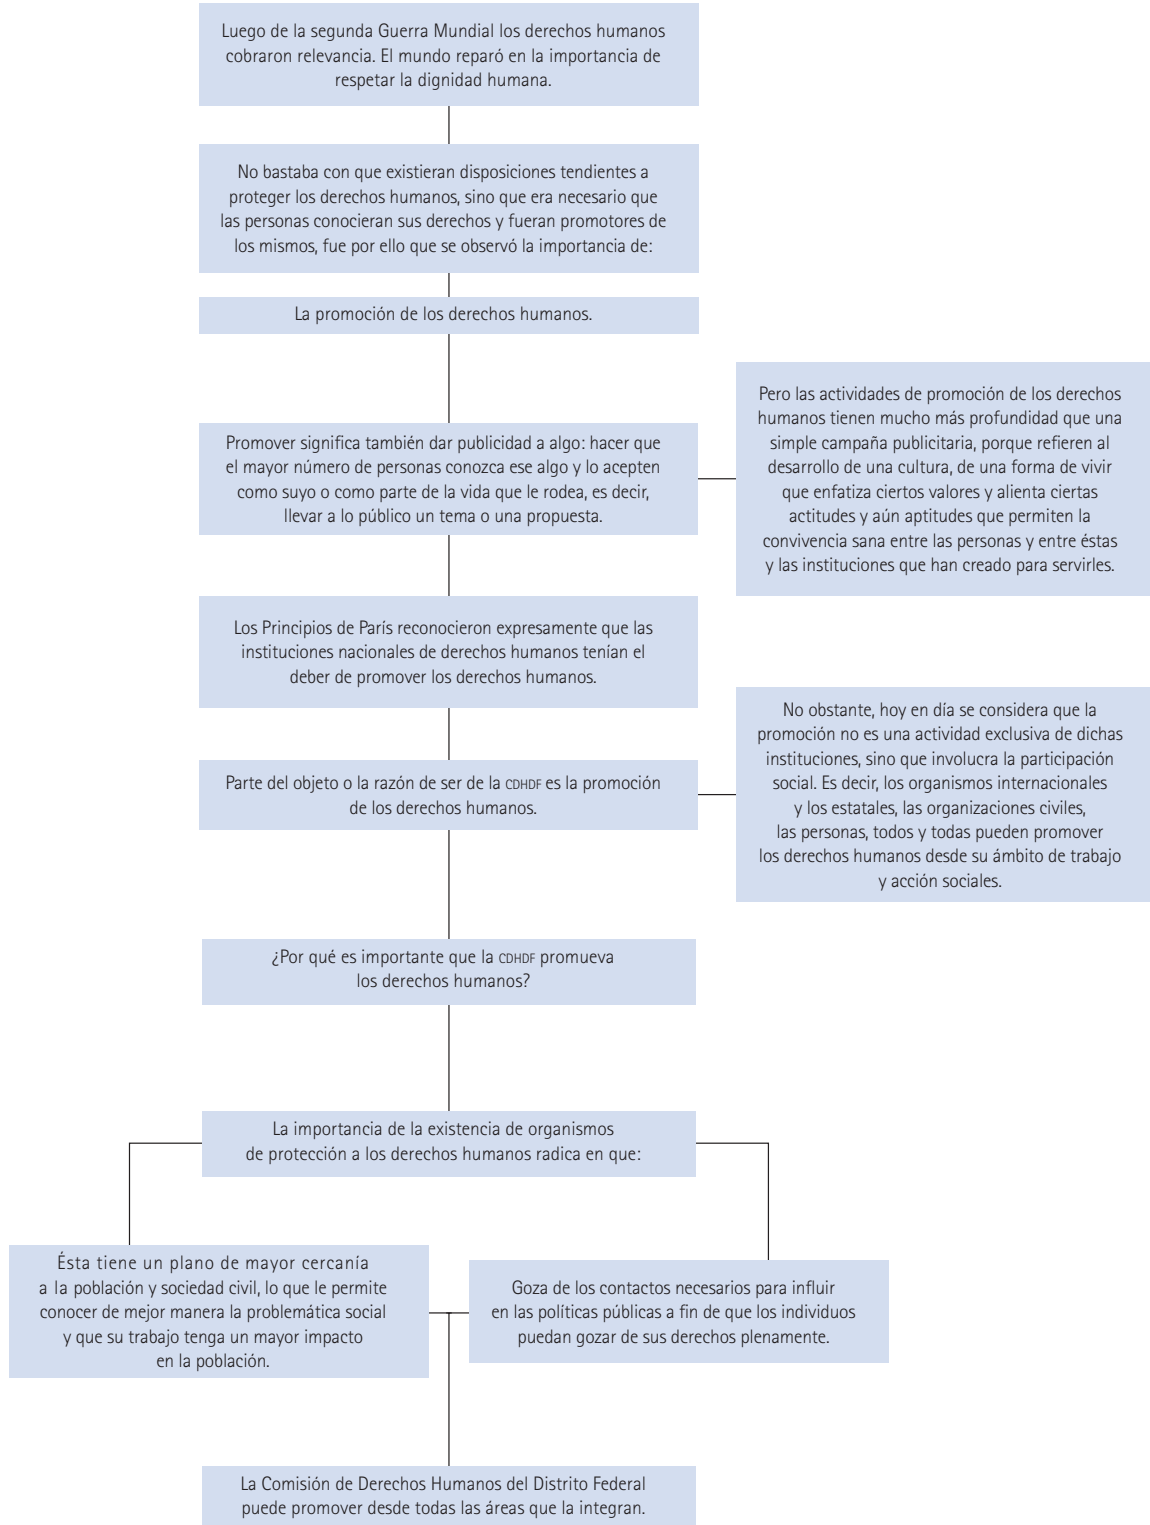 Luego de la segunda Guerra Mundial los derechos humanos
cobraron relevancia. El mundo reparó en la importancia de
respetar la dignidad humana.
No bastaba con que existieran disposiciones tendientes a
proteger los derechos humanos, sino que era necesario que
las personas conocieran sus derechos y fueran promotores de
los mismos, fue por ello que se observó la importancia de:
La promoción de los derechos humanos.
Promover significa también dar publicidad a algo: hacer que
el mayor número de personas conozca ese algo y lo acepten
como suyo o como parte de la vida que le rodea, es decir,
llevar a lo público un tema o una propuesta.
Pero las actividades de promoción de los derechos
humanos tienen mucho más profundidad que una
simple campaña publicitaria, porque refieren al
desarrollo de una cultura, de una forma de vivir
que enfatiza ciertos valores y alienta ciertas
actitudes y aún aptitudes que permiten la
convivencia sana entre las personas y entre éstas
y las instituciones que han creado para servirles.
Los Principios de París reconocieron expresamente que las
instituciones nacionales de derechos humanos tenían el
deber de promover los derechos humanos.
Parte del objeto o la razón de ser de la CDHDF es la promoción
de los derechos humanos.
No obstante, hoy en día se considera que la
promoción no es una actividad exclusiva de dichas
instituciones, sino que involucra la participación
social. Es decir, los organismos internacionales
y los estatales, las organizaciones civiles,
las personas, todos y todas pueden promover
los derechos humanos desde su ámbito de trabajo
y acción sociales.
¿Por qué es importante que la CDHDF promueva
los derechos humanos?
La importancia de la existencia de organismos
de protección a los derechos humanos radica en que:
Ésta tiene un plano de mayor cercanía
a la población y sociedad civil, lo que le permite
conocer de mejor manera la problemática social
y que su trabajo tenga un mayor impacto
en la población.
Goza de los contactos necesarios para influir
en las políticas públicas a fin de que los individuos
puedan gozar de sus derechos plenamente.
La Comisión de Derechos Humanos del Distrito Federal
puede promover desde todas las áreas que la integran.